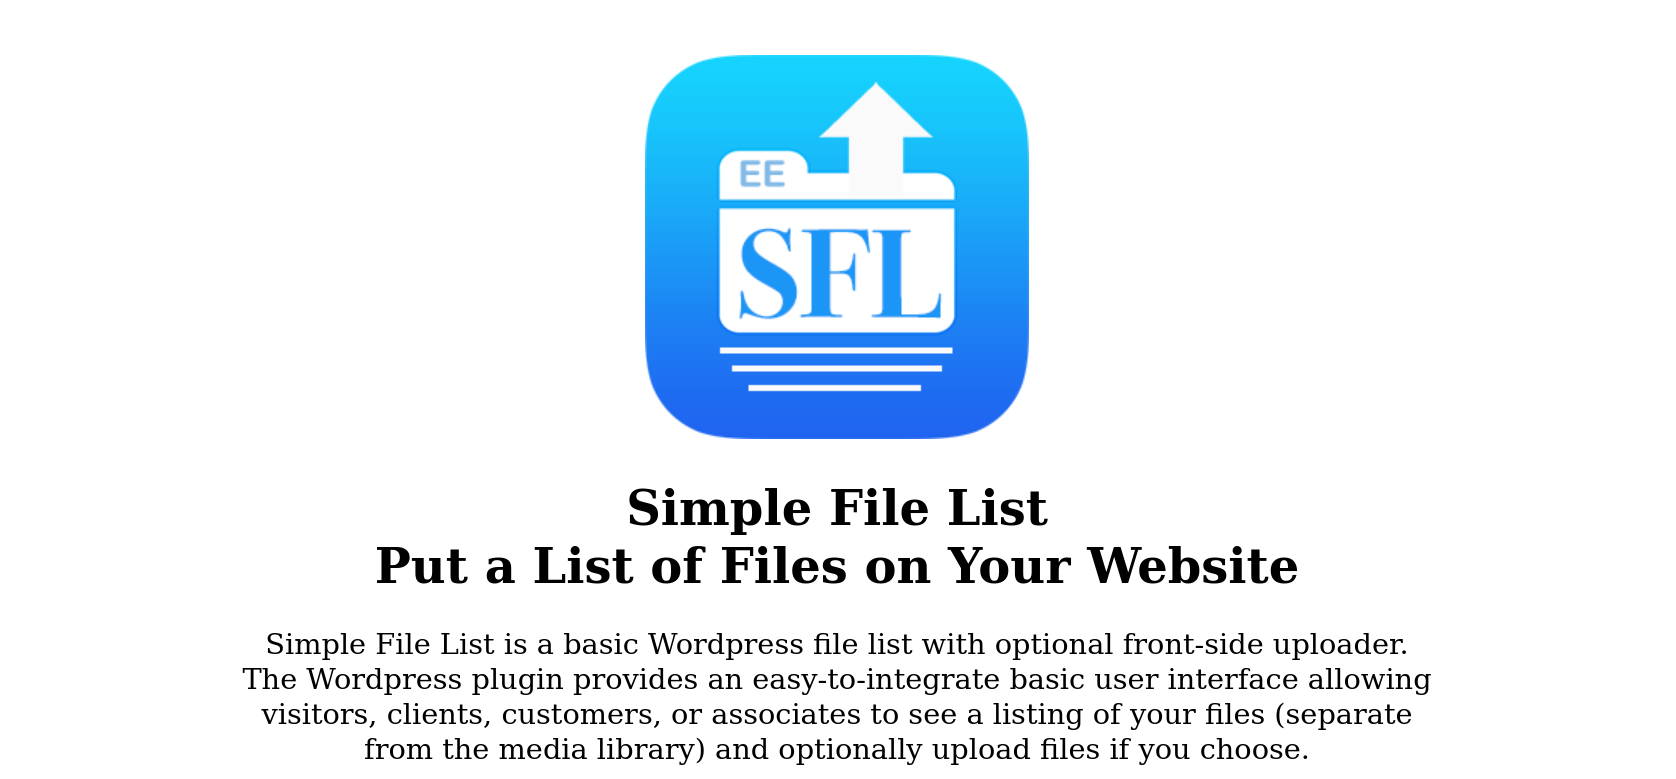 EE
SFL
Simple File List
Put a List of Files on Your Website
Simple File List is a basic Wordpress file list with optional front-side uploader.
The Wordpress plugin provides an easy-to-integrate basic user interface allowing
visitors, clients, customers, or associates to see a listing of your files (separate
from the media library) and optionally upload files if you choose.